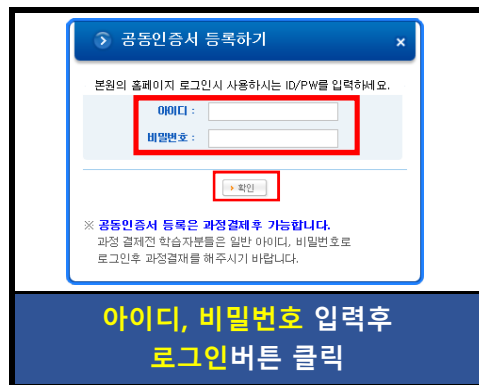 공동인증서 등록하기
본원의 홈페이지 로그인시 사용하시는 ID/PW를 입력하세요.
아이디 :
비밀번호 :
확인
※ 공동인증서 등록은 과정결제후 가능합니다.
과정 결제전 학습자분들은 일반 아이디, 비밀번호로
로그인후 과정결재를 해주시기 바랍니다.
아이디, 비밀번호 입력후
로그인버튼 클릭